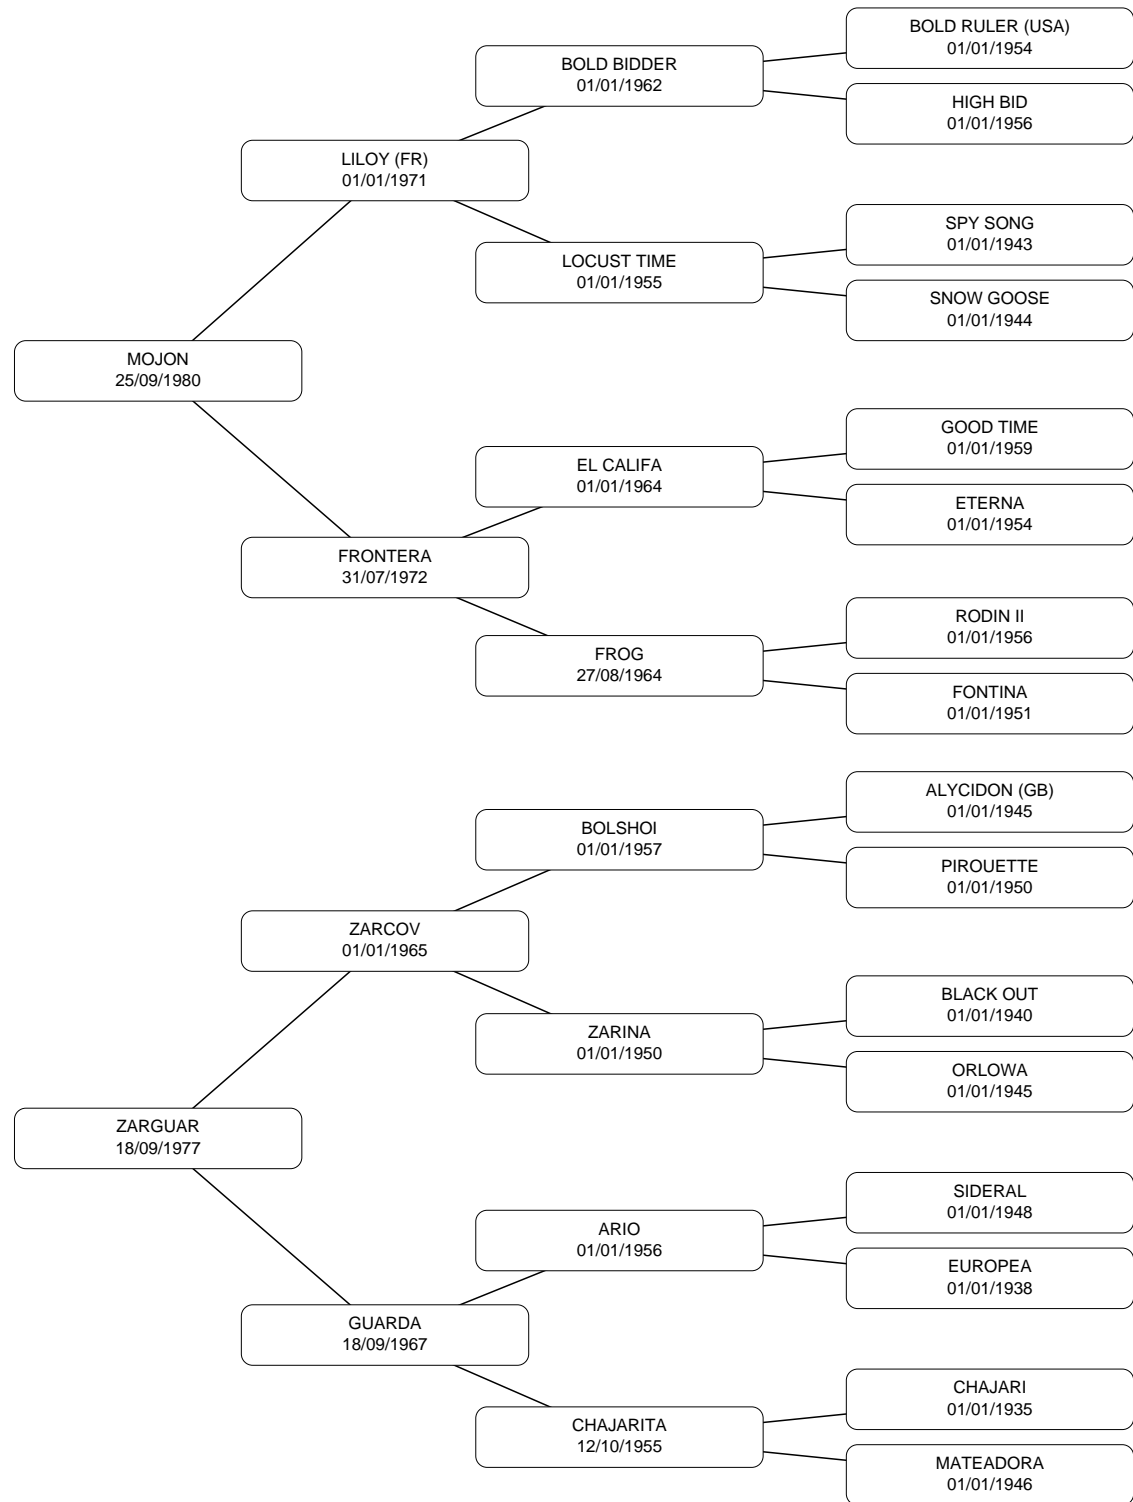 BOLD RULER (USA)
01/01/1954
BOLD BIDDER
01/01/1962
HIGH BID
01/01/1956
LILOY (FR)
01/01/1971
SPY SONG
01/01/1943
LOCUST TIME
01/01/1955
SNOW GOOSE
01/01/1944
MOJON
25/09/1980
GOOD TIME
01/01/1959
EL CALIFA
01/01/1964
ETERNA
01/01/1954
FRONTERA
31/07/1972
RODIN II
01/01/1956
FROG
27/08/1964
FONTINA
01/01/1951
ALYCIDON (GB)
01/01/1945
BOLSHOI
01/01/1957
PIROUETTE
01/01/1950
ZARCOV
01/01/1965
BLACK OUT
01/01/1940
ZARINA
01/01/1950
ORLOWA
01/01/1945
ZARGUAR
18/09/1977
SIDERAL
01/01/1948
ARIO
01/01/1956
EUROPEA
01/01/1938
GUARDA
18/09/1967
CHAJARI
01/01/1935
CHAJARITA
12/10/1955
MATEADORA
01/01/1946